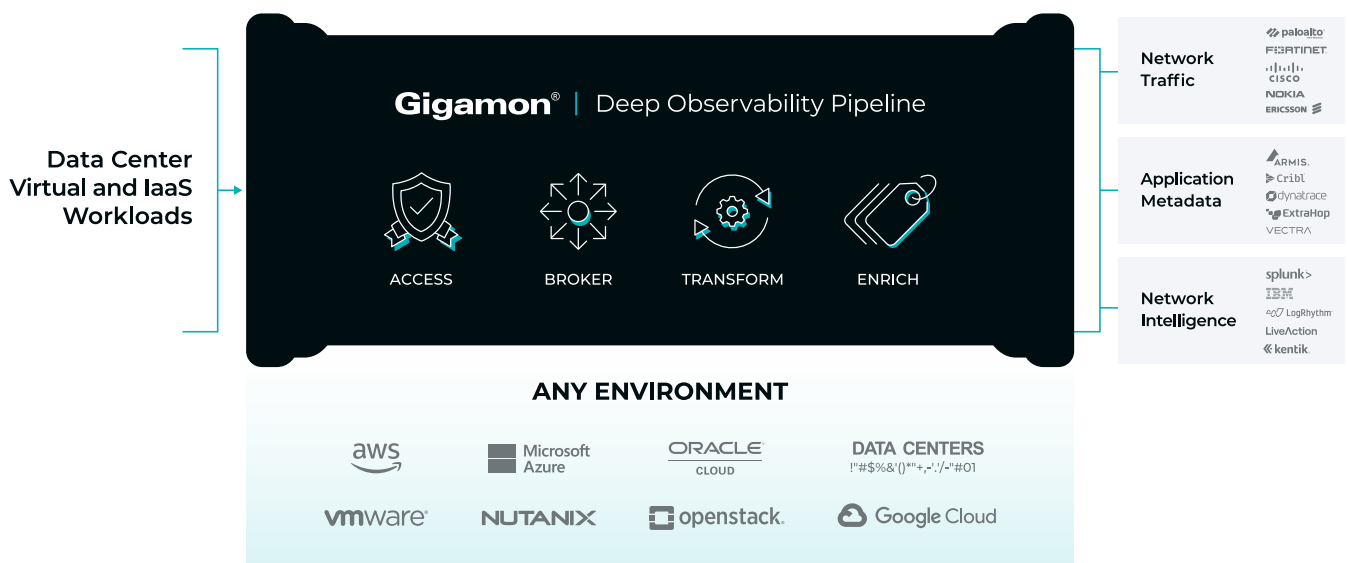 Data Center
Virtual and IaaS
Workloads
Gigamon® | Deep Observability Pipeline
ACCESS
BROKER
TRANSFORM
ENRICH
Network
Traffic
paloalto
FORTINET
CISCO
NOKIA
ERICSSON
Application
Metadata
ARMIS.
Cribl
dynatrace
ExtraHop
VECTRA
Network
Intelligence
splunk>
IBM
LogRhythm
LiveAction
kentik.
ANY ENVIRONMENT
aws
Microsoft
Azure
ORACLE
CLOUD
DATA CENTERS
!"#$%&'()*"+,-'.'/-"#01
vmware®
NUTANIX
openstack.
Google Cloud